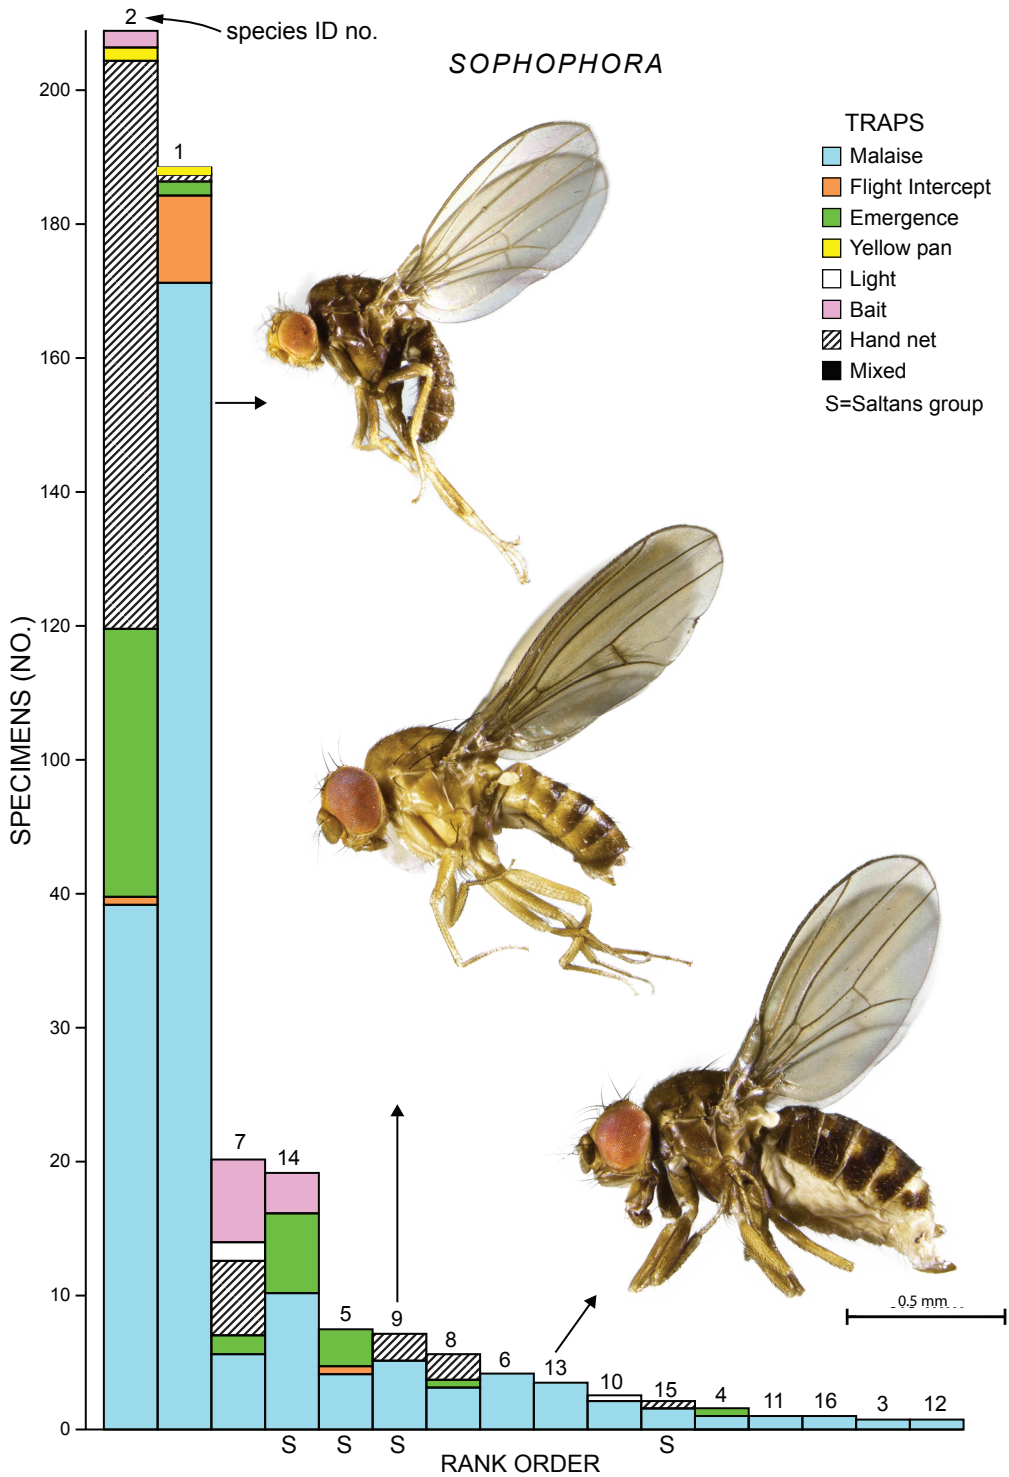 2
species ID no.
SOPHOPHORA
200
1
180
160
140
120
100
40
30
20
10
0
SPECIMENS (NO.)
TRAPS
Malaise
Flight Intercept
Emergence
Yellow pan
Light
Bait
Hand net
Mixed
S=Saltans group
7
14
5
9
8
6
13
10
15
4
11
16
3
12
0.5 mm
S
S
S
S
RANK ORDER